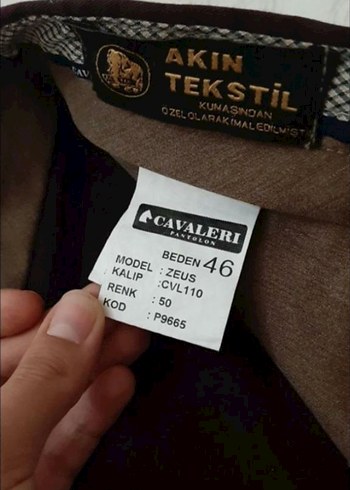 AKIN
TEKSTİL
KUMAŞINDAN
ÖZEL OLARAK İMAL EDİLMİŞTİ
CAVALERI
PANTOLON
BEDEN 46
MODEL : ZEUS
KALIP : CVL110
RENK : 50
KOD : P9665